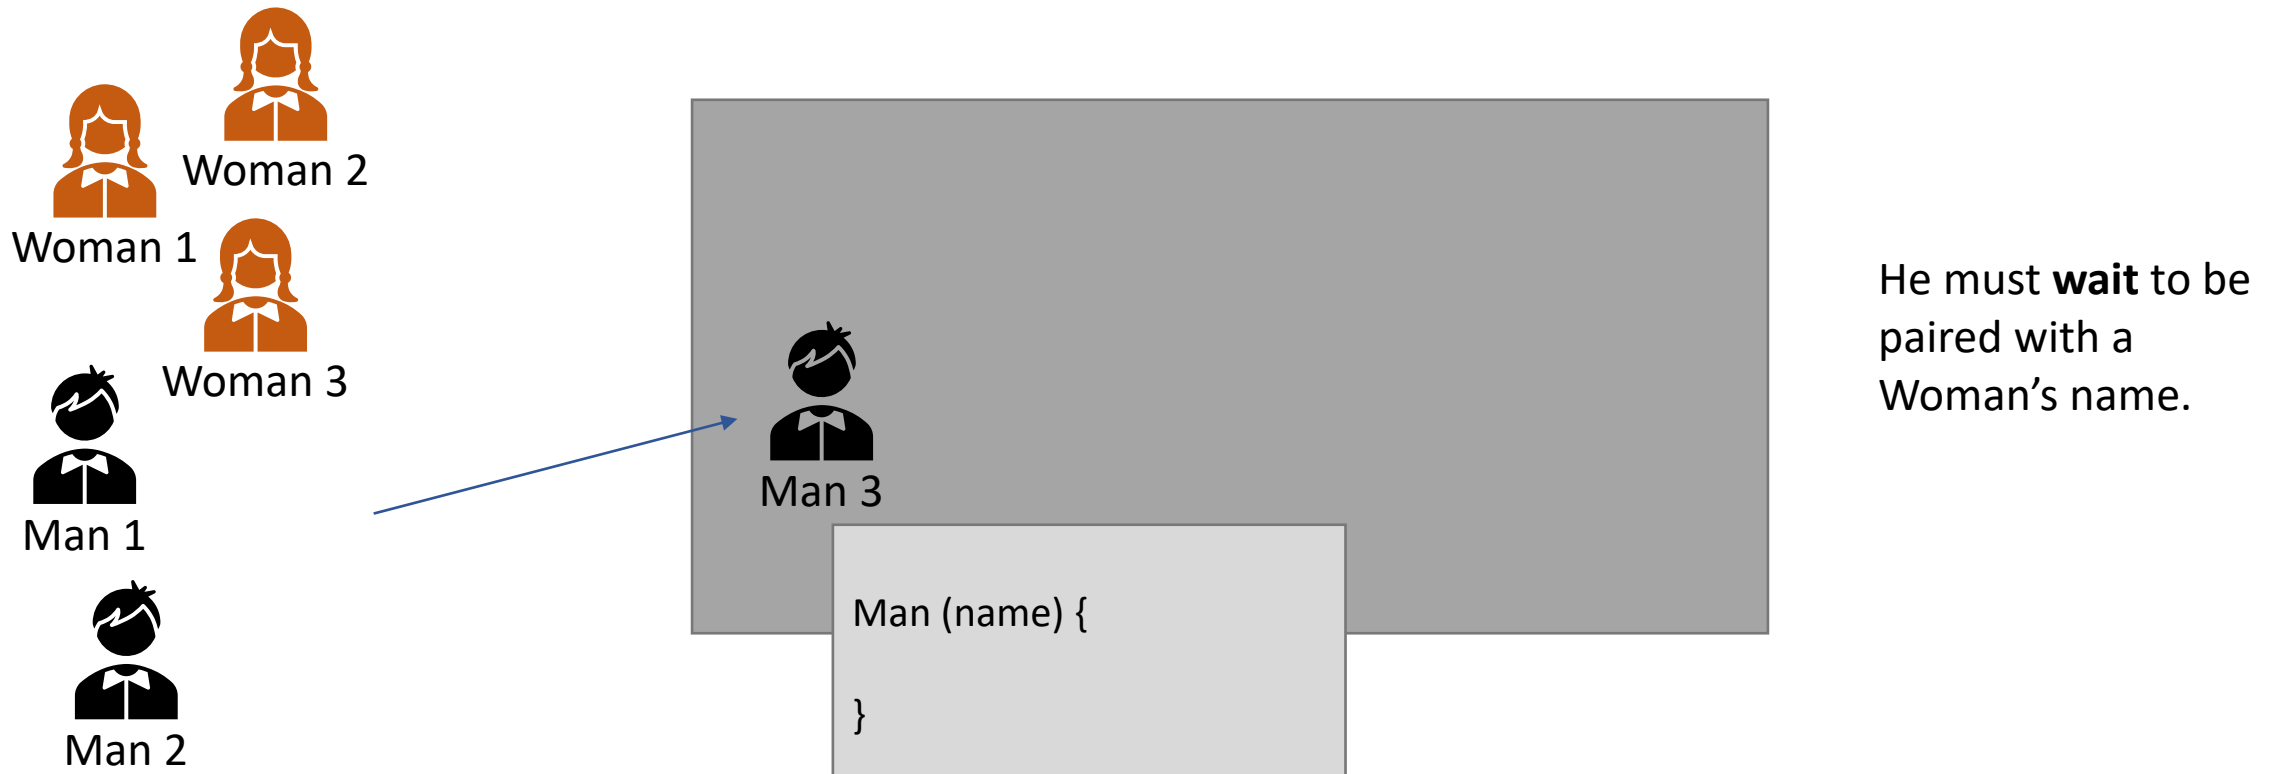 Woman 2
Woman 1
Woman 3
Man 1
Man 2
Man 3
Man (name) {
}
He must wait to be
paired with a
Woman’s name.